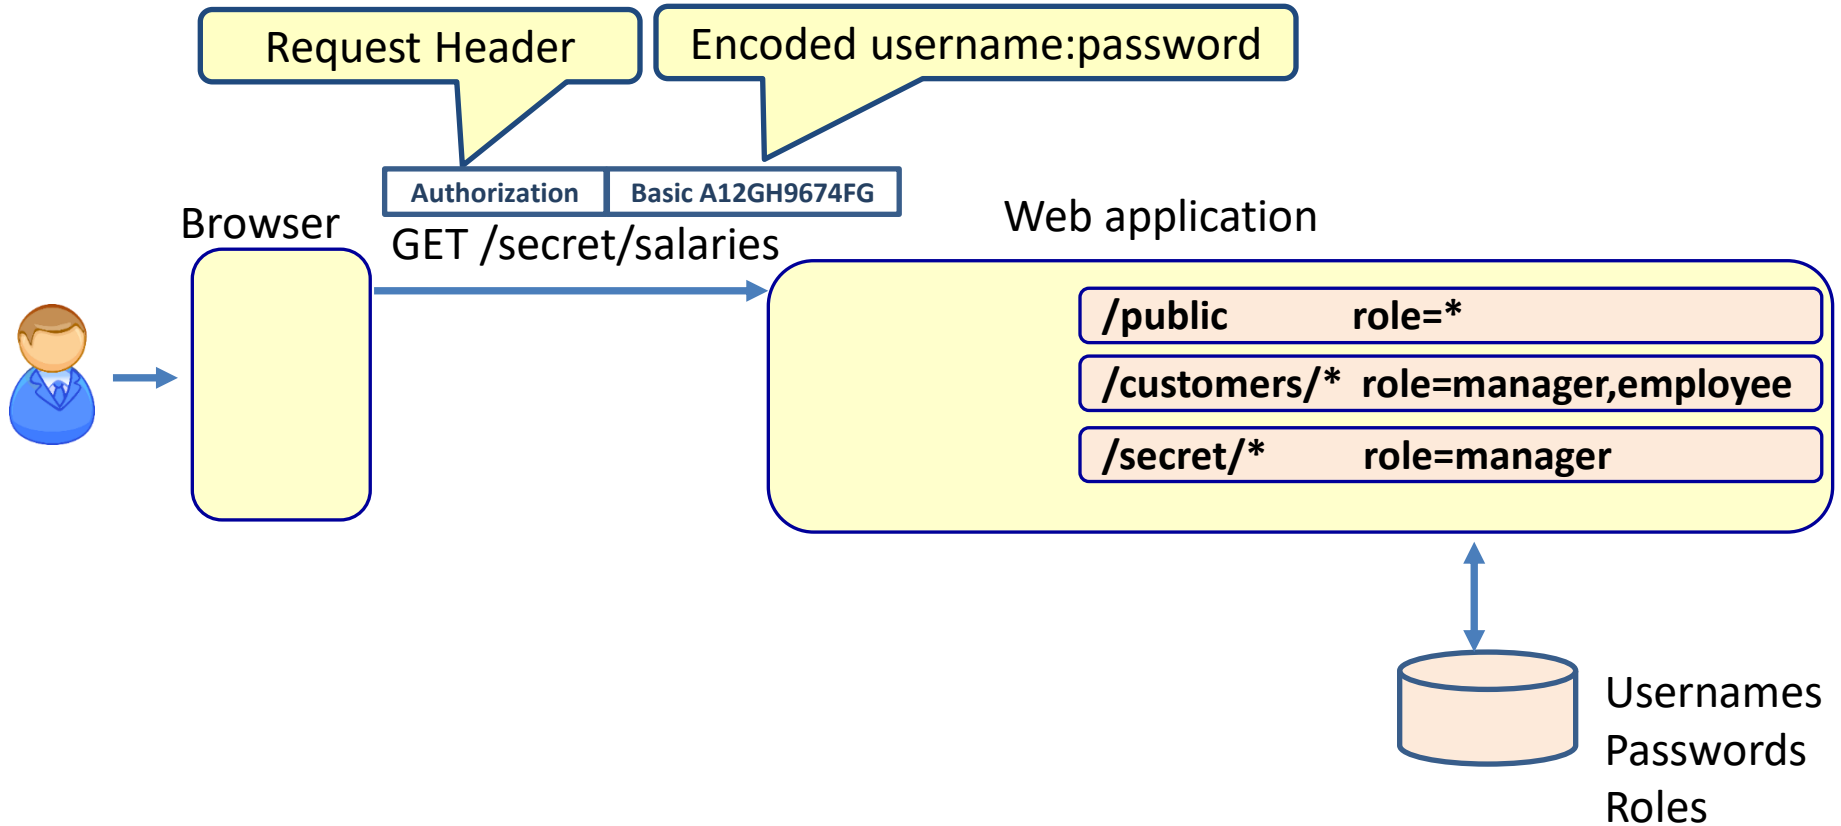 Request Header
Encoded username:password
Authorization
Basic A12GH9674FG
Browser
GET /secret/salaries
Web application
/public role=*
/customers/* role=manager,employee
/secret/* role=manager
Usernames
Passwords
Roles